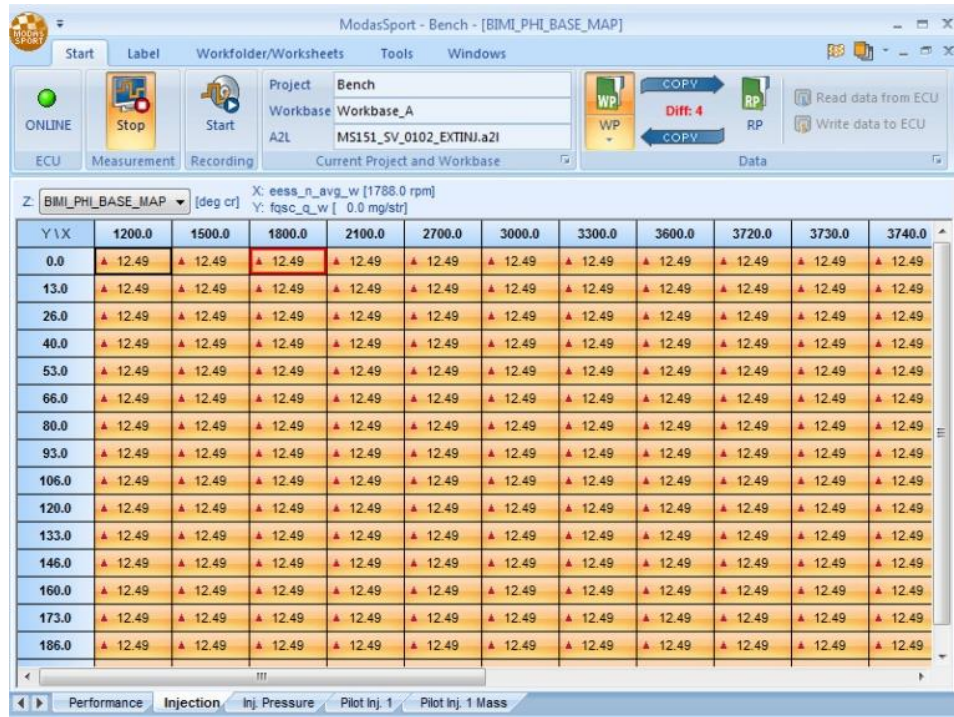 MODAS SPORT
ModasSport - Bench - [BIMI_PHI_BASE_MAP]
Start Label Workfolder/Worksheets Tools Windows
ONLINE
ECU
Stop
Measurement
Start
Recording
Project Bench
Workbase Workbase_A
A2L MS151_SV_0102_EXTINJ.a2l
Current Project and Workbase
WP
WP
COPY
Diff: 4
COPY
RP
RP
Read data from ECU
Write data to ECU
Data
Z: BIMI_PHI_BASE_MAP [deg cr]
X: eess_n_avg_w [1788.0 rpm]
Y: fqsc_q_w [ 0.0 mg/str]
Y\X 1200.0 1500.0 1800.0 2100.0 2700.0 3000.0 3300.0 3600.0 3720.0 3730.0 3740.0
0.0 12.49 12.49 12.49 12.49 12.49 12.49 12.49 12.49 12.49 12.49 12.49
13.0 12.49 12.49 12.49 12.49 12.49 12.49 12.49 12.49 12.49 12.49 12.49
26.0 12.49 12.49 12.49 12.49 12.49 12.49 12.49 12.49 12.49 12.49 12.49
40.0 12.49 12.49 12.49 12.49 12.49 12.49 12.49 12.49 12.49 12.49 12.49
53.0 12.49 12.49 12.49 12.49 12.49 12.49 12.49 12.49 12.49 12.49 12.49
66.0 12.49 12.49 12.49 12.49 12.49 12.49 12.49 12.49 12.49 12.49 12.49
80.0 12.49 12.49 12.49 12.49 12.49 12.49 12.49 12.49 12.49 12.49 12.49
93.0 12.49 12.49 12.49 12.49 12.49 12.49 12.49 12.49 12.49 12.49 12.49
106.0 12.49 12.49 12.49 12.49 12.49 12.49 12.49 12.49 12.49 12.49 12.49
120.0 12.49 12.49 12.49 12.49 12.49 12.49 12.49 12.49 12.49 12.49 12.49
133.0 12.49 12.49 12.49 12.49 12.49 12.49 12.49 12.49 12.49 12.49 12.49
146.0 12.49 12.49 12.49 12.49 12.49 12.49 12.49 12.49 12.49 12.49 12.49
160.0 12.49 12.49 12.49 12.49 12.49 12.49 12.49 12.49 12.49 12.49 12.49
173.0 12.49 12.49 12.49 12.49 12.49 12.49 12.49 12.49 12.49 12.49 12.49
186.0 12.49 12.49 12.49 12.49 12.49 12.49 12.49 12.49 12.49 12.49 12.49
Performance Injection Inj. Pressure Pilot Inj. 1 Pilot Inj. 1 Mass